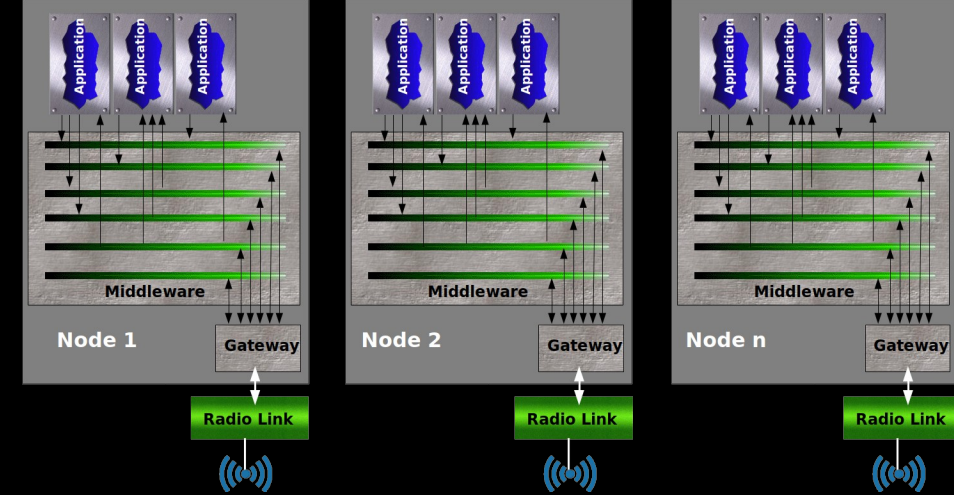 Application
Application
Application
Application
Application
Application
Application
Application
Application
Middleware
Middleware
Middleware
Node 1
Gateway
Node 2
Gateway
Node n
Gateway
Radio Link
Radio Link
Radio Link